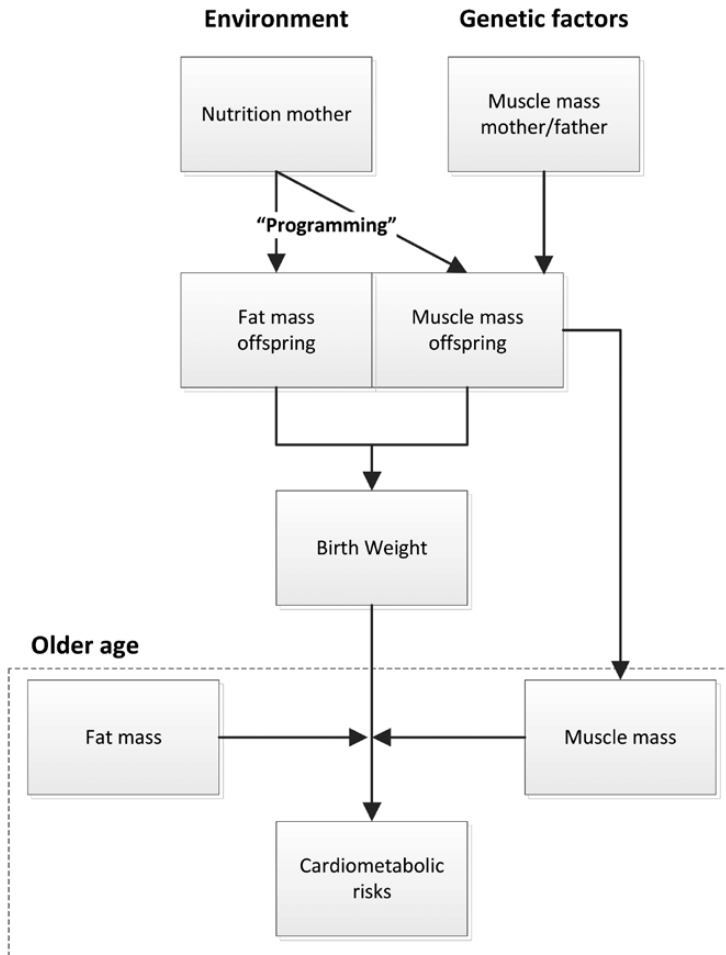 Environment
Genetic factors
Nutrition mother
Muscle mass
mother/father
“Programming”
Fat mass
offspring
Muscle mass
offspring
Birth Weight
Older age
Fat mass
Muscle mass
Cardiometabolic
risks